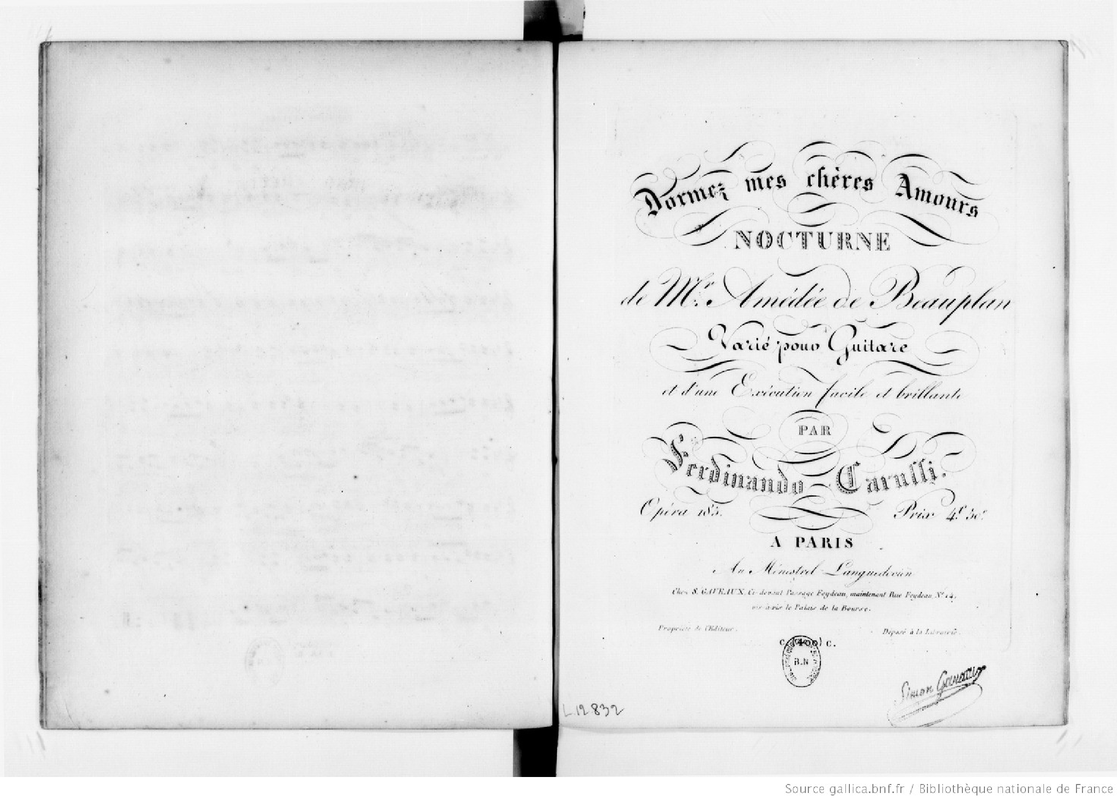 Dormez mes chères Amours
NOCTURNE
de Mr. Amédée de Beauplan
Varié pour Guitare
et d'une Exécution facile et brillante
PAR
Ferdinando Carulli.
Opéra 185. Prix 4f 50c
A PARIS
Au Ménestrel Languedocien
Chez S. GAVEAUX, Ci-devant Passage Feydeau, maintenant Rue Feydeau, No.
vis-à-vis le Palais de la Bourse.
Propriété de l'Editeur. Déposé à la Librairie.
C. 400 C.
B.N
Simon Gaveaux
L 12832
Source gallica.bnf.fr / Bibliothèque nationale de France